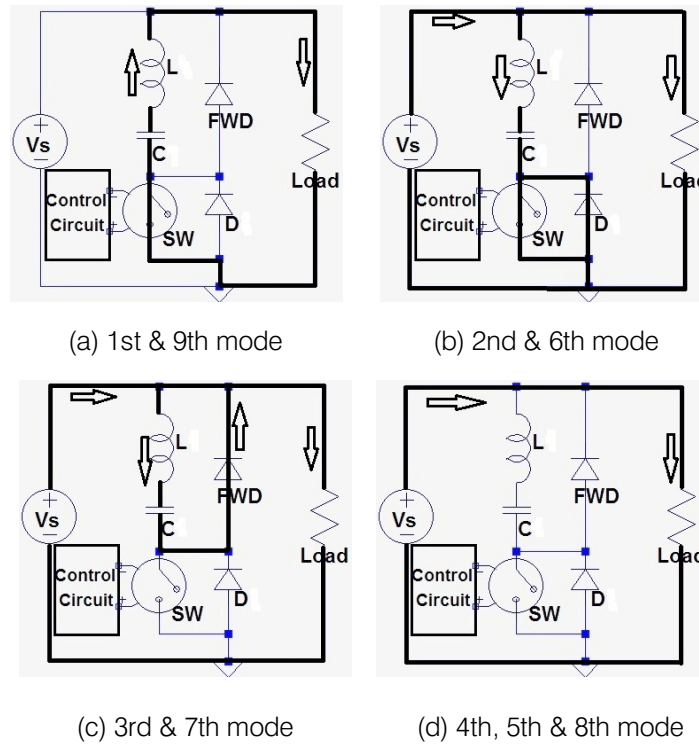 L
FWD
C
Vs
+
Load
Control
Circuit
SW
D
(a) 1st & 9th mode
L
FWD
C
Vs
+
Load
Control
Circuit
SW
D
(b) 2nd & 6th mode
L
FWD
C
Vs
+
Load
Control
Circuit
SW
D
(c) 3rd & 7th mode
L
FWD
C
Vs
+
Load
Control
Circuit
SW
D
(d) 4th, 5th & 8th mode